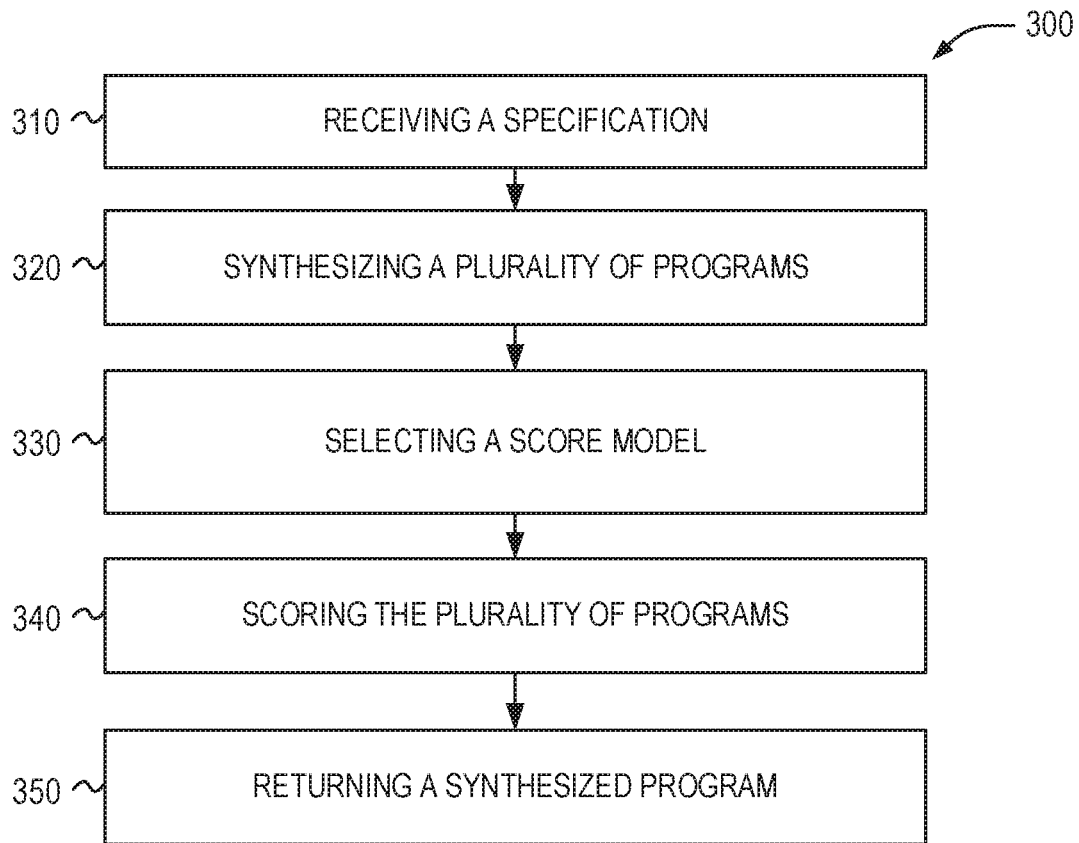 300
310 RECEIVING A SPECIFICATION
320 SYNTHESIZING A PLURALITY OF PROGRAMS
330 SELECTING A SCORE MODEL
340 SCORING THE PLURALITY OF PROGRAMS
350 RETURNING A SYNTHESIZED PROGRAM